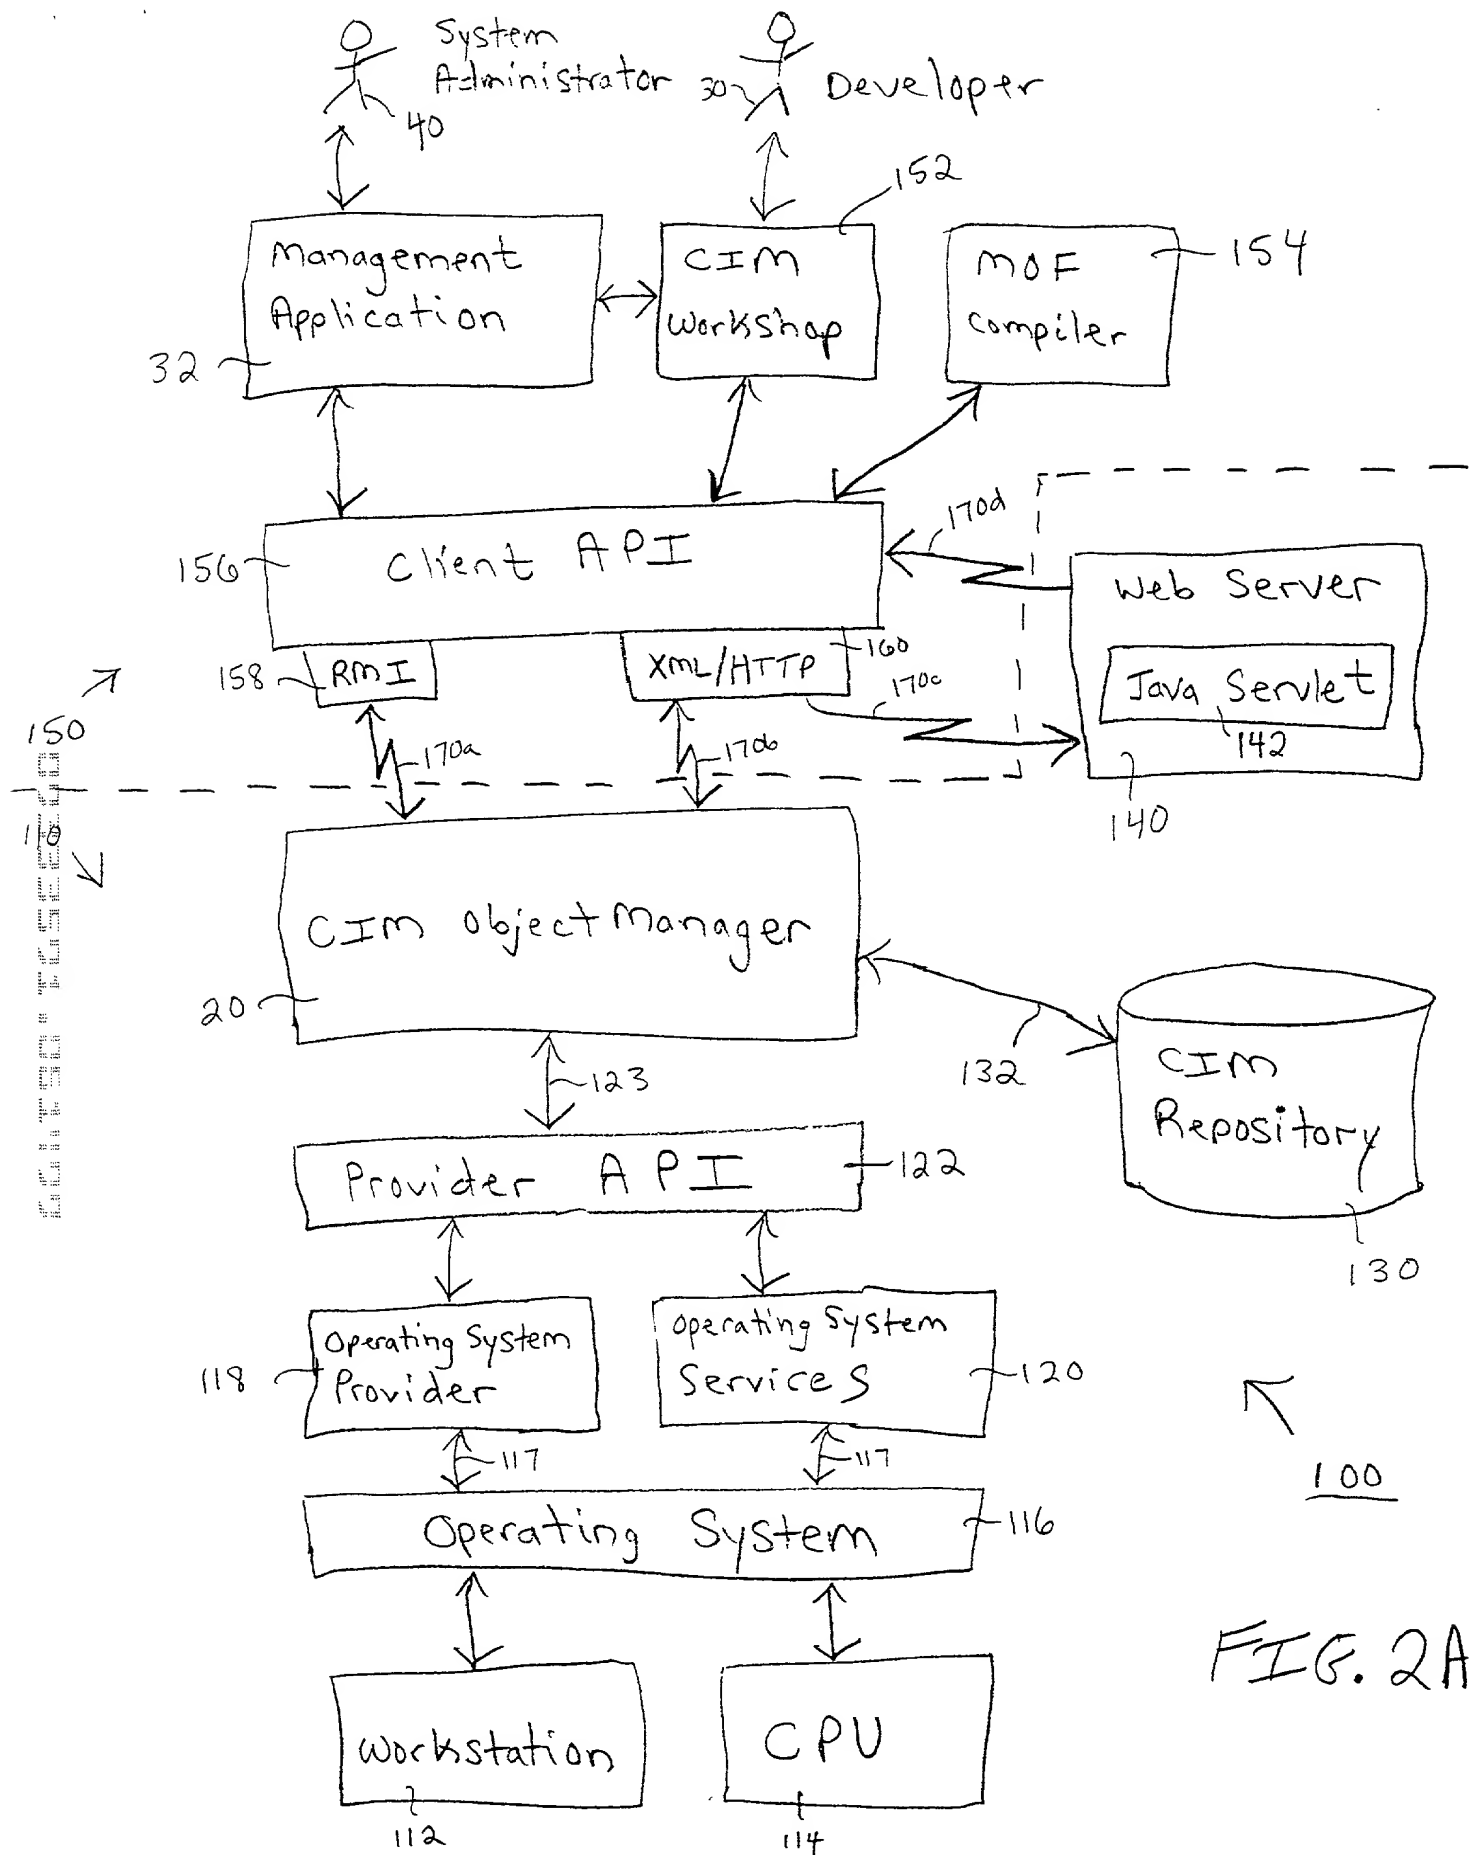 System
Administrator
40
30
Developer
Management
Application
32
CIM
Workshop
152
MOF
Compiler
154
Client API
156
170d
Web Server
Java Servlet
142
140
RMI
158
XML/HTTP
160
170c
150
170a
170b
110
CIM Object Manager
20
132
CIM
Repository
130
123
Provider API
122
Operating System
Provider
118
Operating System
Services
120
117
117
100
Operating System
116
FIG. 2A
Workstation
112
CPU
114